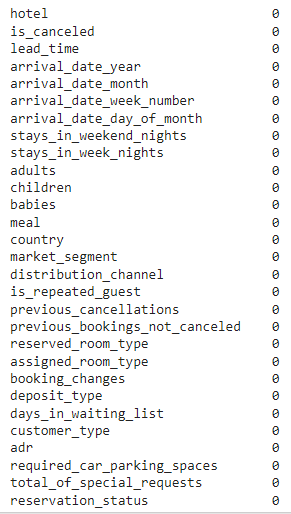 hotel 0
is_canceled 0
lead_time 0
arrival_date_year 0
arrival_date_month 0
arrival_date_week_number 0
arrival_date_day_of_month 0
stays_in_weekend_nights 0
stays_in_week_nights 0
adults 0
children 0
babies 0
meal 0
country 0
market_segment 0
distribution_channel 0
is_repeated_guest 0
previous_cancellations 0
previous_bookings_not_canceled 0
reserved_room_type 0
assigned_room_type 0
booking_changes 0
deposit_type 0
days_in_waiting_list 0
customer_type 0
adr 0
required_car_parking_spaces 0
total_of_special_requests 0
reservation_status 0